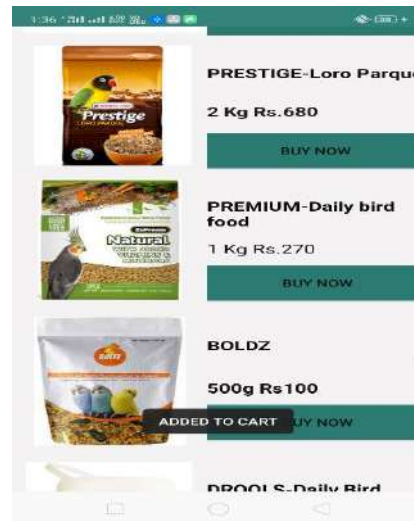 1:36
PRESTIGE-Loro Parque
Prestige
2 Kg Rs.680
BUY NOW
PREMIUM-Daily bird
food
Natural
1 Kg Rs.270
BUY NOW
BOLDZ
500g Rs100
ADDED TO CART
UY NOW
DROOLS-Daily Bird